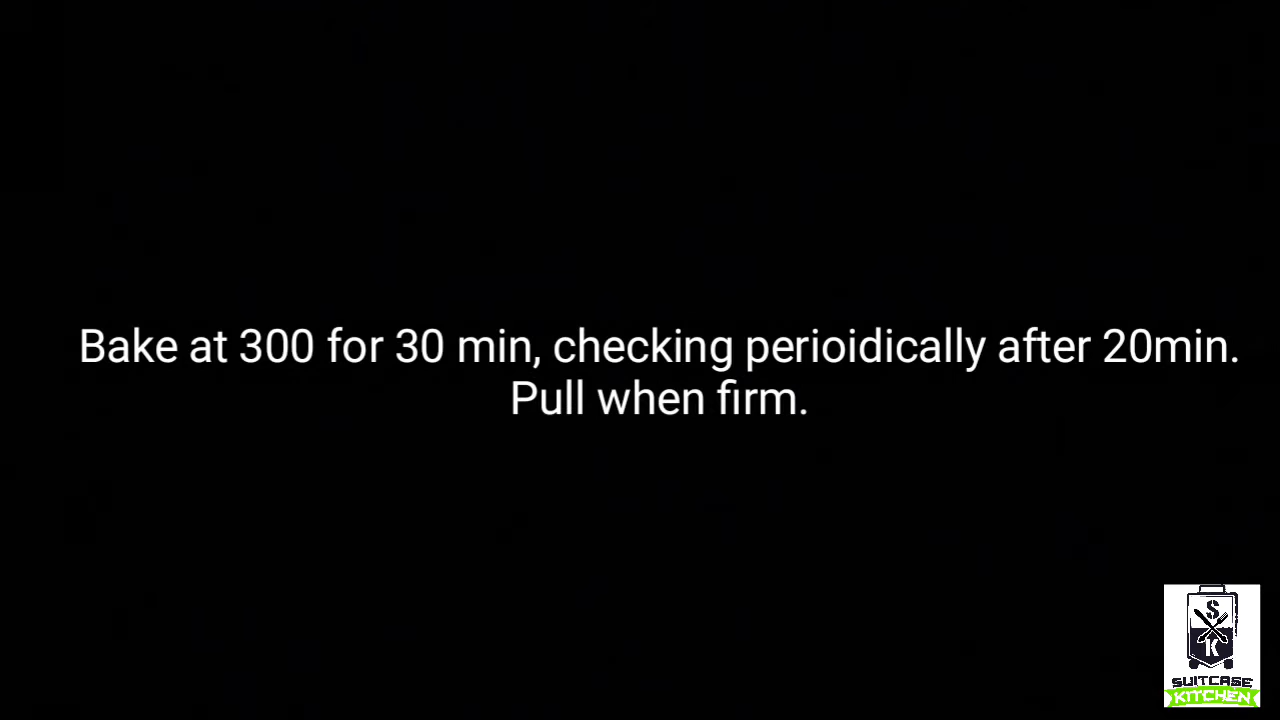 Bake at 300 for 30 min, checking perioidically after 20min.
Pull when firm.
S
K
SUITCASE
KITCHEN